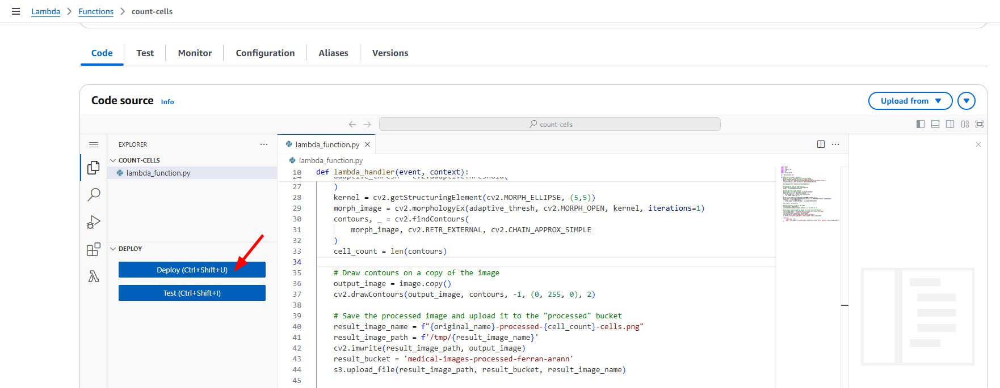 Lambda > Functions > count-cells
Code Test Monitor Configuration Aliases Versions
Code source Info
Upload from
count-cells
EXPLORER
COUNT-CELLS
lambda_function.py
DEPLOY
Deploy (Ctrl+Shift+U)
Test (Ctrl+Shift+I)
lambda_function.py
lambda_function.py
10 def lambda_handler(event, context):
24 adaptive_thresh = cv2.adaptiveThreshold(
27 )
28 kernel = cv2.getStructuringElement(cv2.MORPH_ELLIPSE, (5,5))
29 morph_image = cv2.morphologyEx(adaptive_thresh, cv2.MORPH_OPEN, kernel, iterations=1)
30 contours, _ = cv2.findContours(
31 morph_image, cv2.RETR_EXTERNAL, cv2.CHAIN_APPROX_SIMPLE
32 )
33 cell_count = len(contours)
34
35 # Draw contours on a copy of the image
36 output_image = image.copy()
37 cv2.drawContours(output_image, contours, -1, (0, 255, 0), 2)
38
39 # Save the processed image and upload it to the "processed" bucket
40 result_image_name = f"{original_name}-processed-{cell_count}-cells.png"
41 result_image_path = f'/tmp/{result_image_name}'
42 cv2.imwrite(result_image_path, output_image)
43 result_bucket = 'medical-images-processed-ferran-arann'
44 s3.upload_file(result_image_path, result_bucket, result_image_name)
45